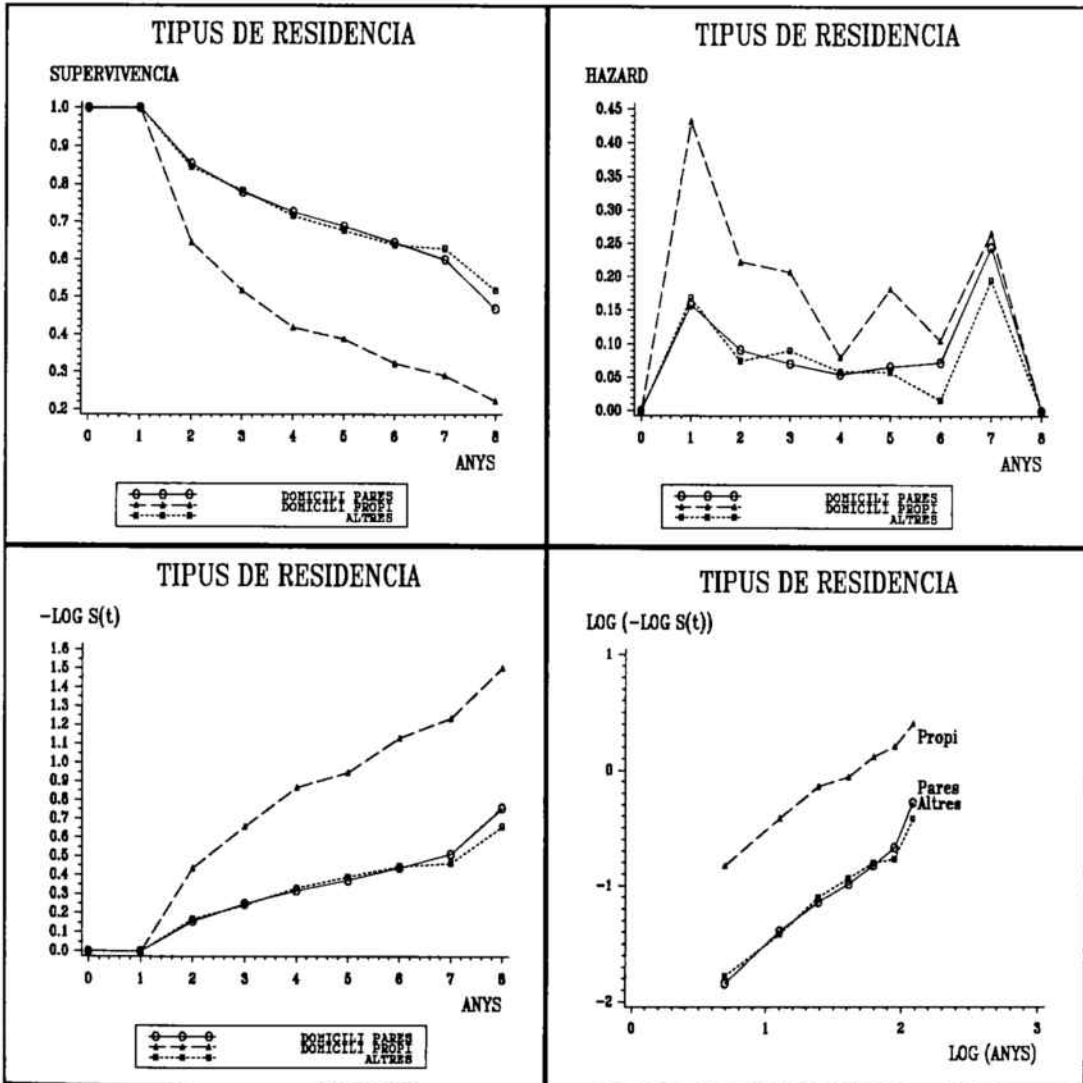 TIPUS DE RESIDENCIA
SUPERVIVENCIA
1.0
0.9
0.8
0.7
0.6
0.5
0.4
0.3
0.2
0 1 2 3 4 5 6 7 8
ANYS
DOMICILI PARES
DOMICILI PROPI
ALTRES
TIPUS DE RESIDENCIA
HAZARD
0.45
0.40
0.35
0.30
0.25
0.20
0.15
0.10
0.05
0.00
0 1 2 3 4 5 6 7 8
ANYS
DOMICILI PARES
DOMICILI PROPI
ALTRES
TIPUS DE RESIDENCIA
-LOG S(t)
1.6
1.5
1.4
1.3
1.2
1.1
1.0
0.9
0.8
0.7
0.6
0.5
0.4
0.3
0.2
0.1
0.0
0 1 2 3 4 5 6 7 8
ANYS
DOMICILI PARES
DOMICILI PROPI
ALTRES
TIPUS DE RESIDENCIA
LOG (-LOG S(t))
1
0
-1
-2
Propi
Pares
Altres
0 1 2 3
LOG (ANYS)